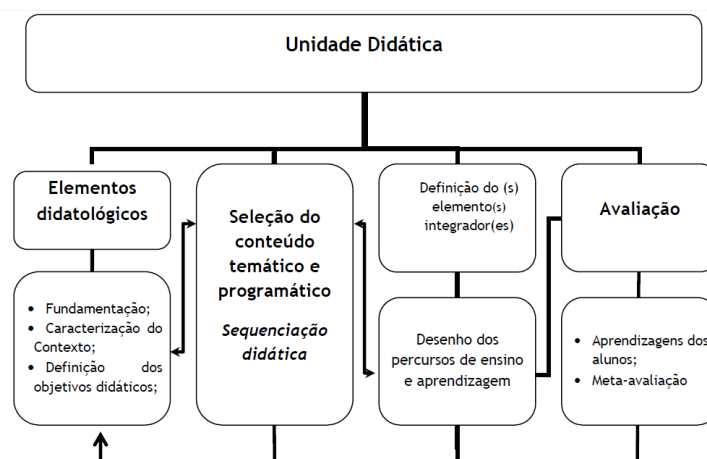 Unidade Didática
Elementos
didatológicos
• Fundamentação;
• Caracterização do
Contexto;
• Definição dos
objetivos didáticos;
Seleção do
conteúdo
temático e
programático
Sequenciação
didática
Definição do (s)
elemento(s)
integrador(es)
Desenho dos
percursos de ensino
e aprendizagem
Avaliação
• Aprendizagens dos
alunos;
• Meta-avaliação